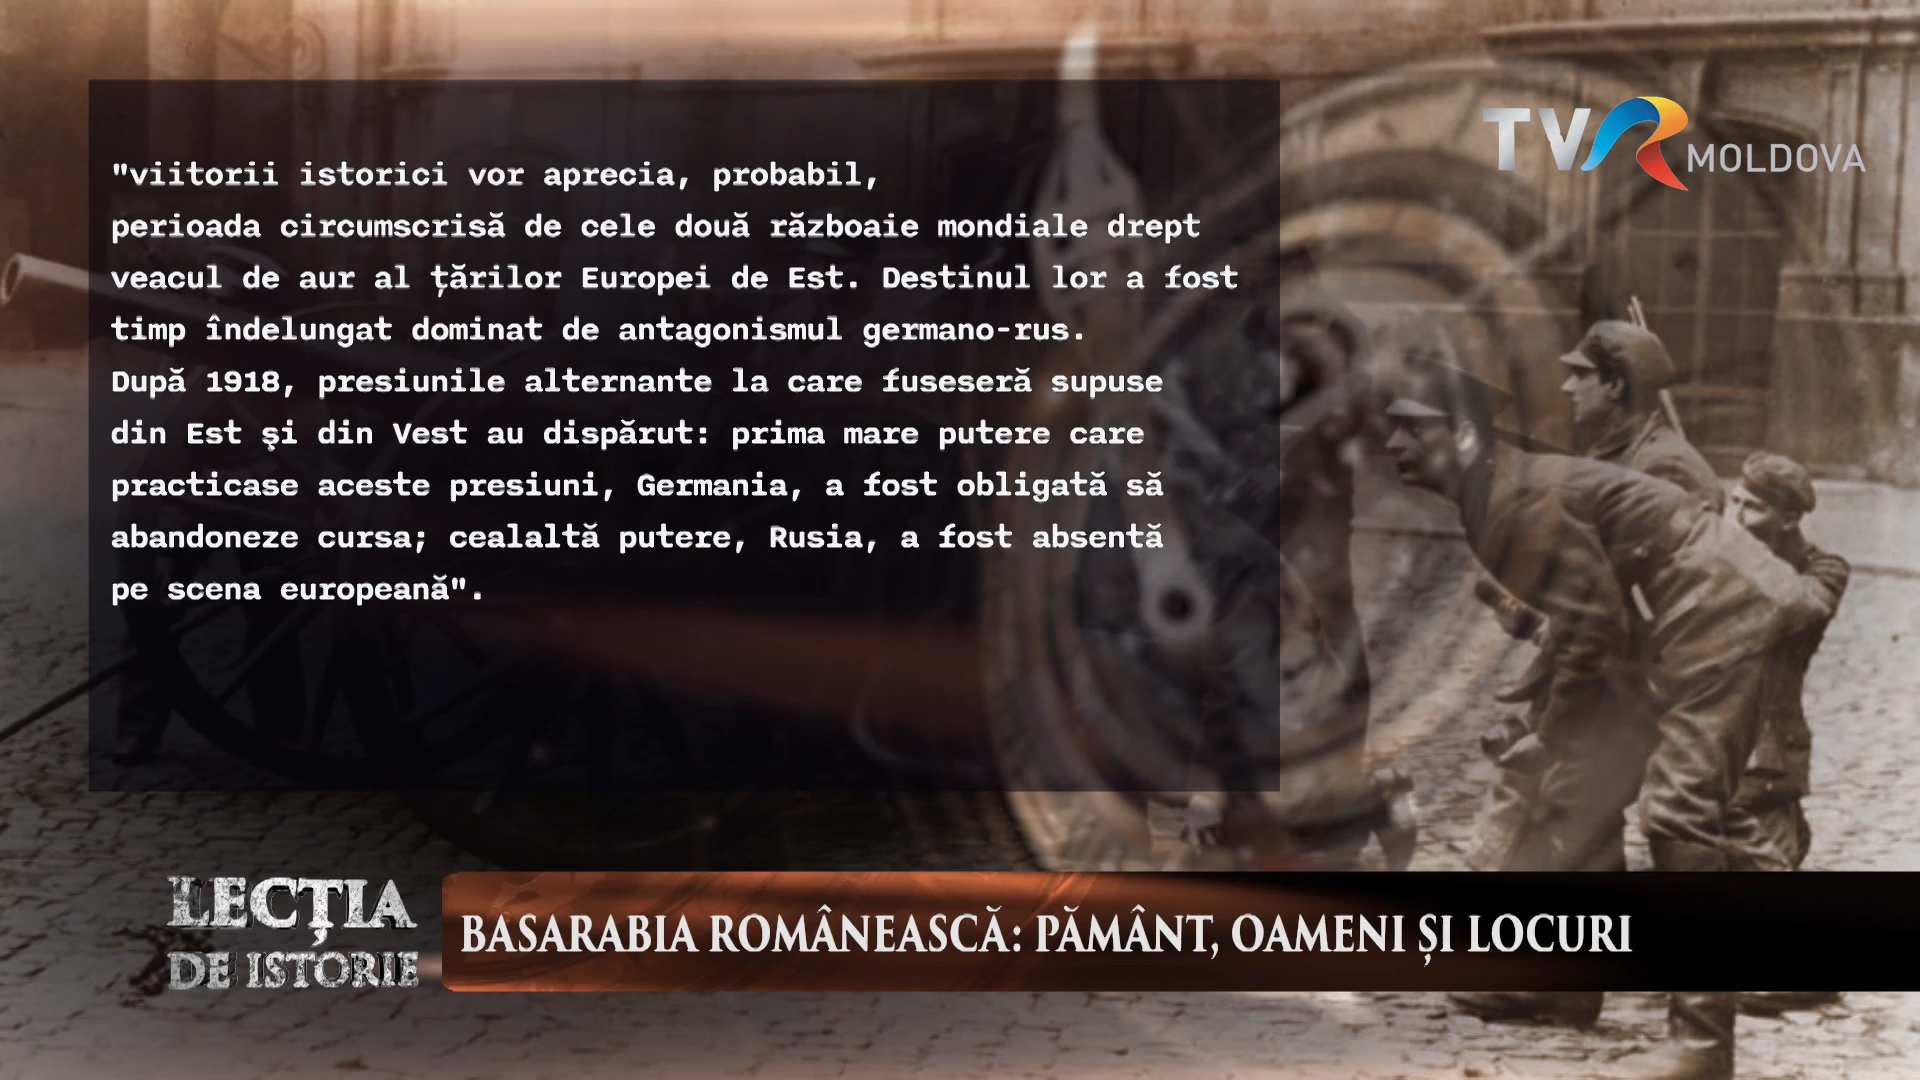 TVR MOLDOVA
"viitorii istorici vor aprecia, probabil,
perioada circumscrisă de cele două războaie mondiale drept
veacul de aur al ţărilor Europei de Est. Destinul lor a fost
timp îndelungat dominat de antagonismul germano-rus.
După 1918, presiunile alternante la care fuseseră supuse
din Est şi din Vest au dispărut: prima mare putere care
practicase aceste presiuni, Germania, a fost obligată să
abandoneze cursa; cealaltă putere, Rusia, a fost absentă
pe scena europeană".
LECȚIA
DE ISTORIE
BASARABIA ROMÂNEASCĂ: PĂMÂNT, OAMENI ȘI LOCURI